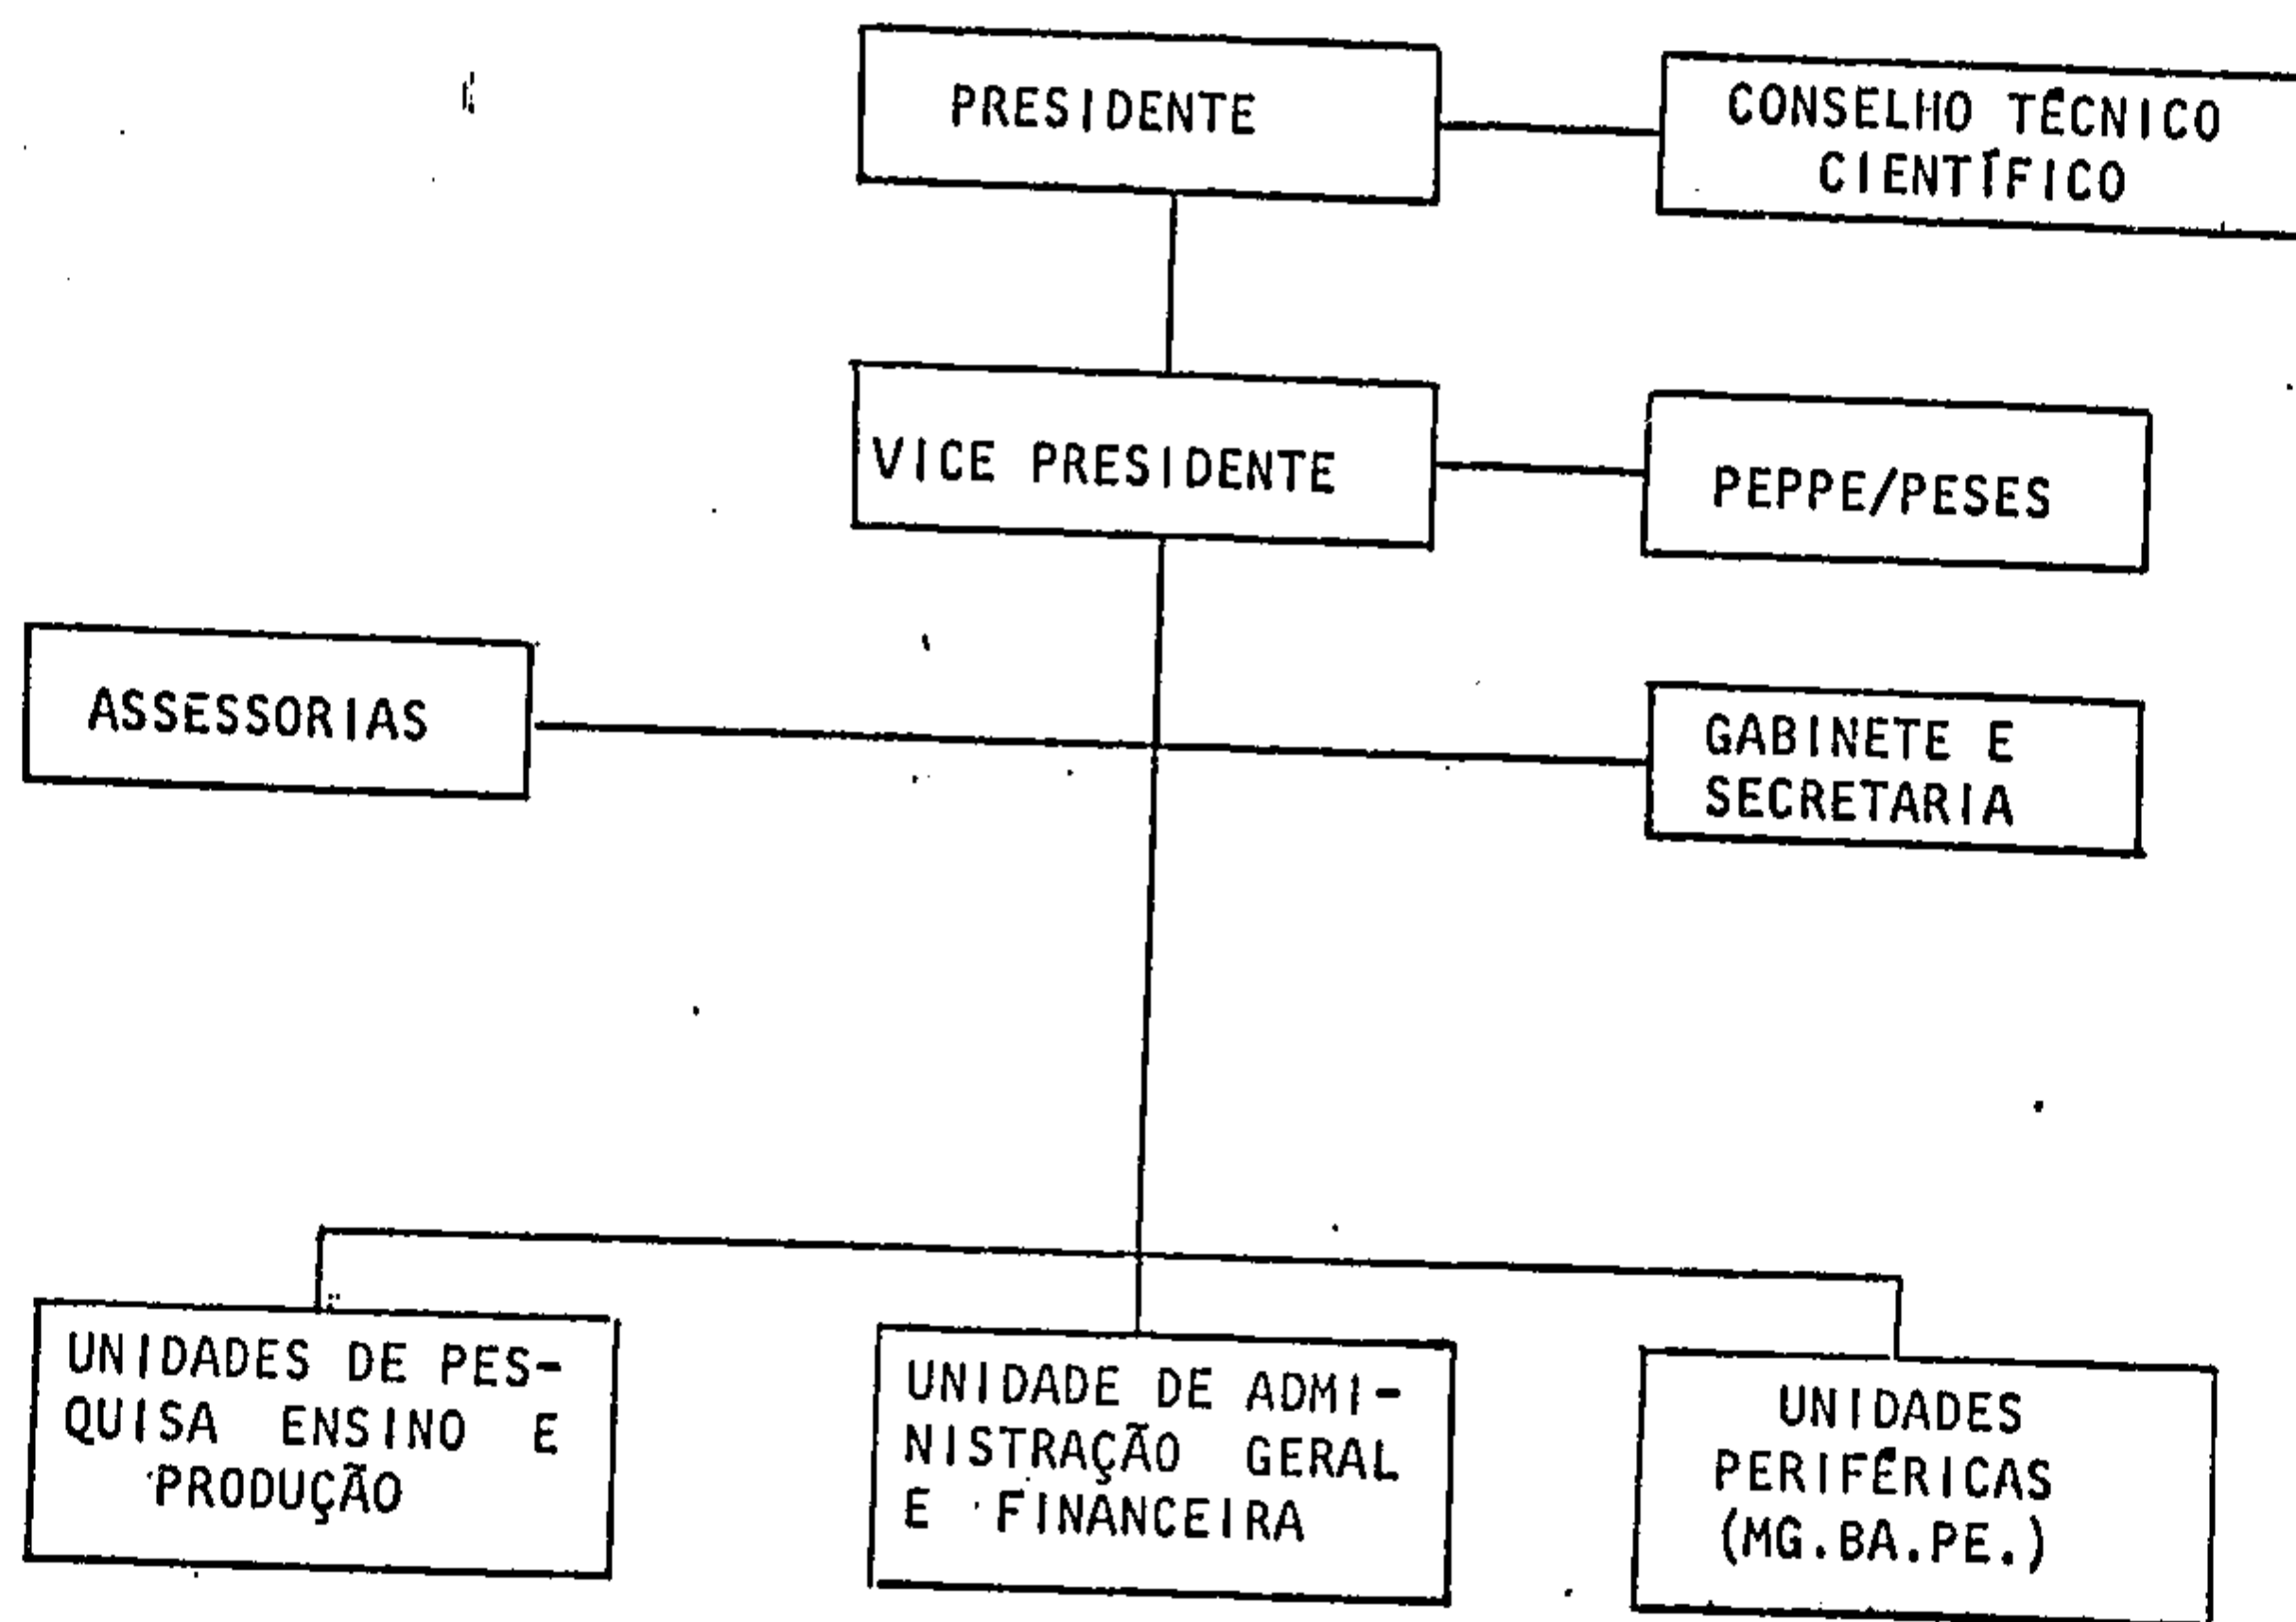 PRESIDENTE
CONSELHO TÉCNICO
CIENTÍFICO
VICE PRESIDENTE
PEPPE/PESES
ASSESSORIAS
GABINETE E
SECRETARIA
UNIDADES DE PES-
QUISA ENSINO E
PRODUÇÃO
UNIDADE DE ADMI-
NISTRAÇÃO GERAL
E FINANCEIRA
UNIDADES
PERIFÉRICAS
(MG.BA.PE.)